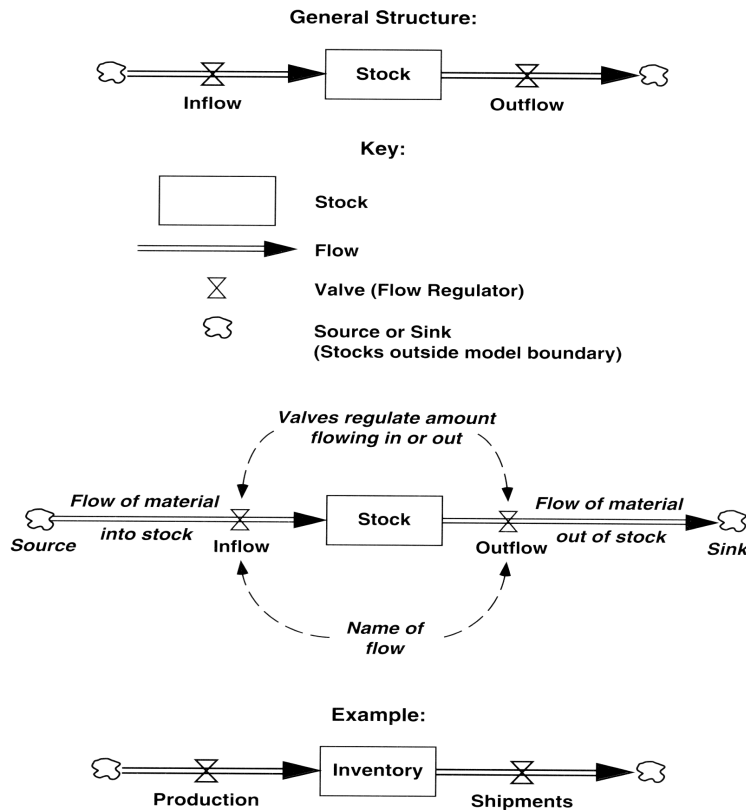 General Structure:
Stock
Inflow
Outflow
Key:
Stock
Flow
Valve (Flow Regulator)
Source or Sink
(Stocks outside model boundary)
Valves regulate amount
flowing in or out
Flow of material
into stock
Stock
Flow of material
out of stock
Source
Inflow
Outflow
Sink
Name of
flow
Example:
Inventory
Production
Shipments